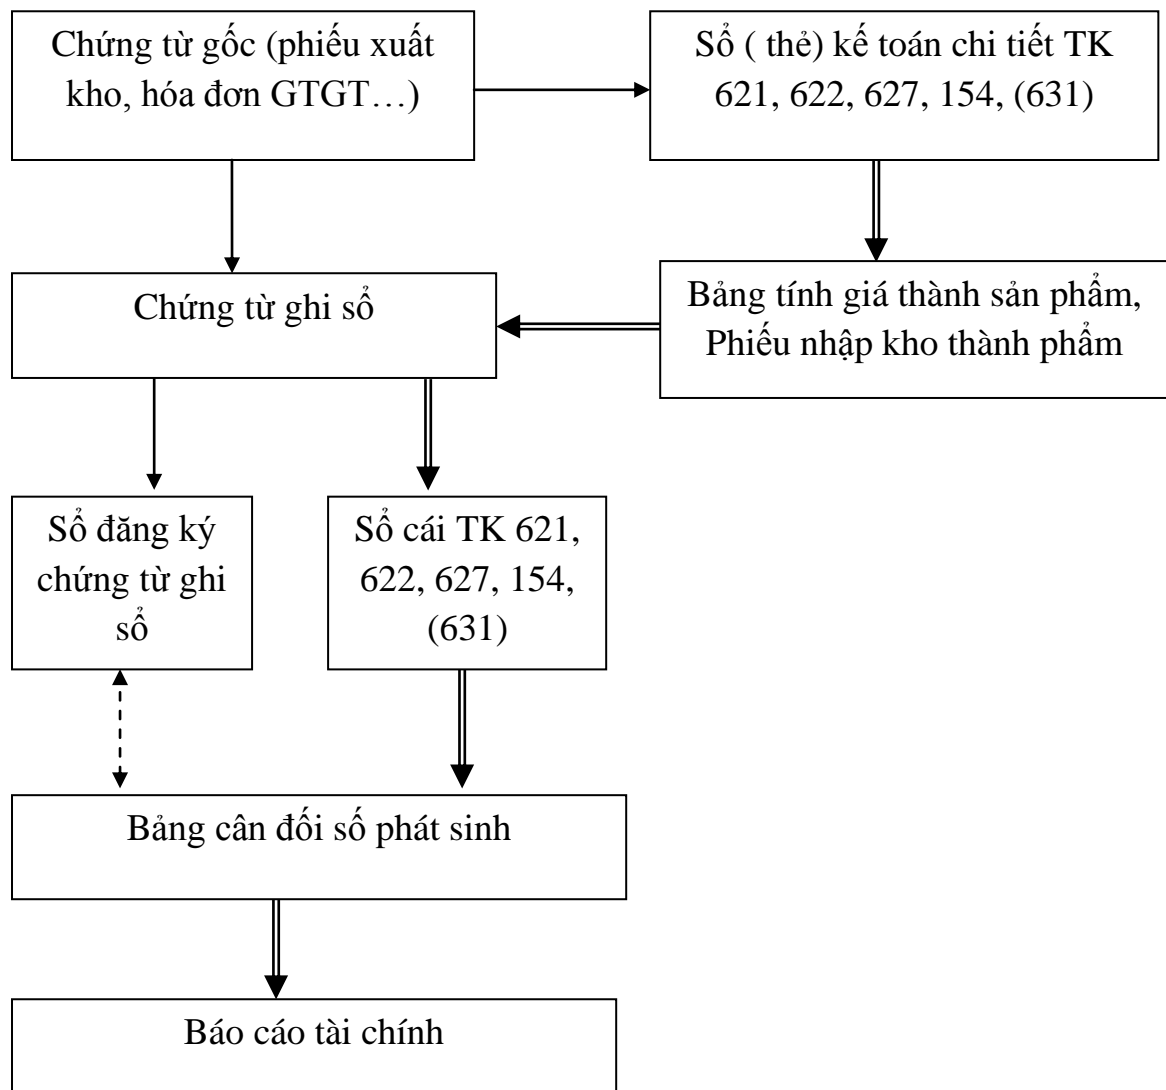 Chứng từ gốc (phiếu xuất
kho, hóa đơn GTGT…)
Sổ ( thẻ) kế toán chi tiết TK
621, 622, 627, 154, (631)
Chứng từ ghi sổ
Bảng tính giá thành sản phẩm,
Phiếu nhập kho thành phẩm
Sổ đăng ký
chứng từ ghi
sổ
Sổ cái TK 621,
622, 627, 154,
(631)
Bảng cân đối số phát sinh
Báo cáo tài chính